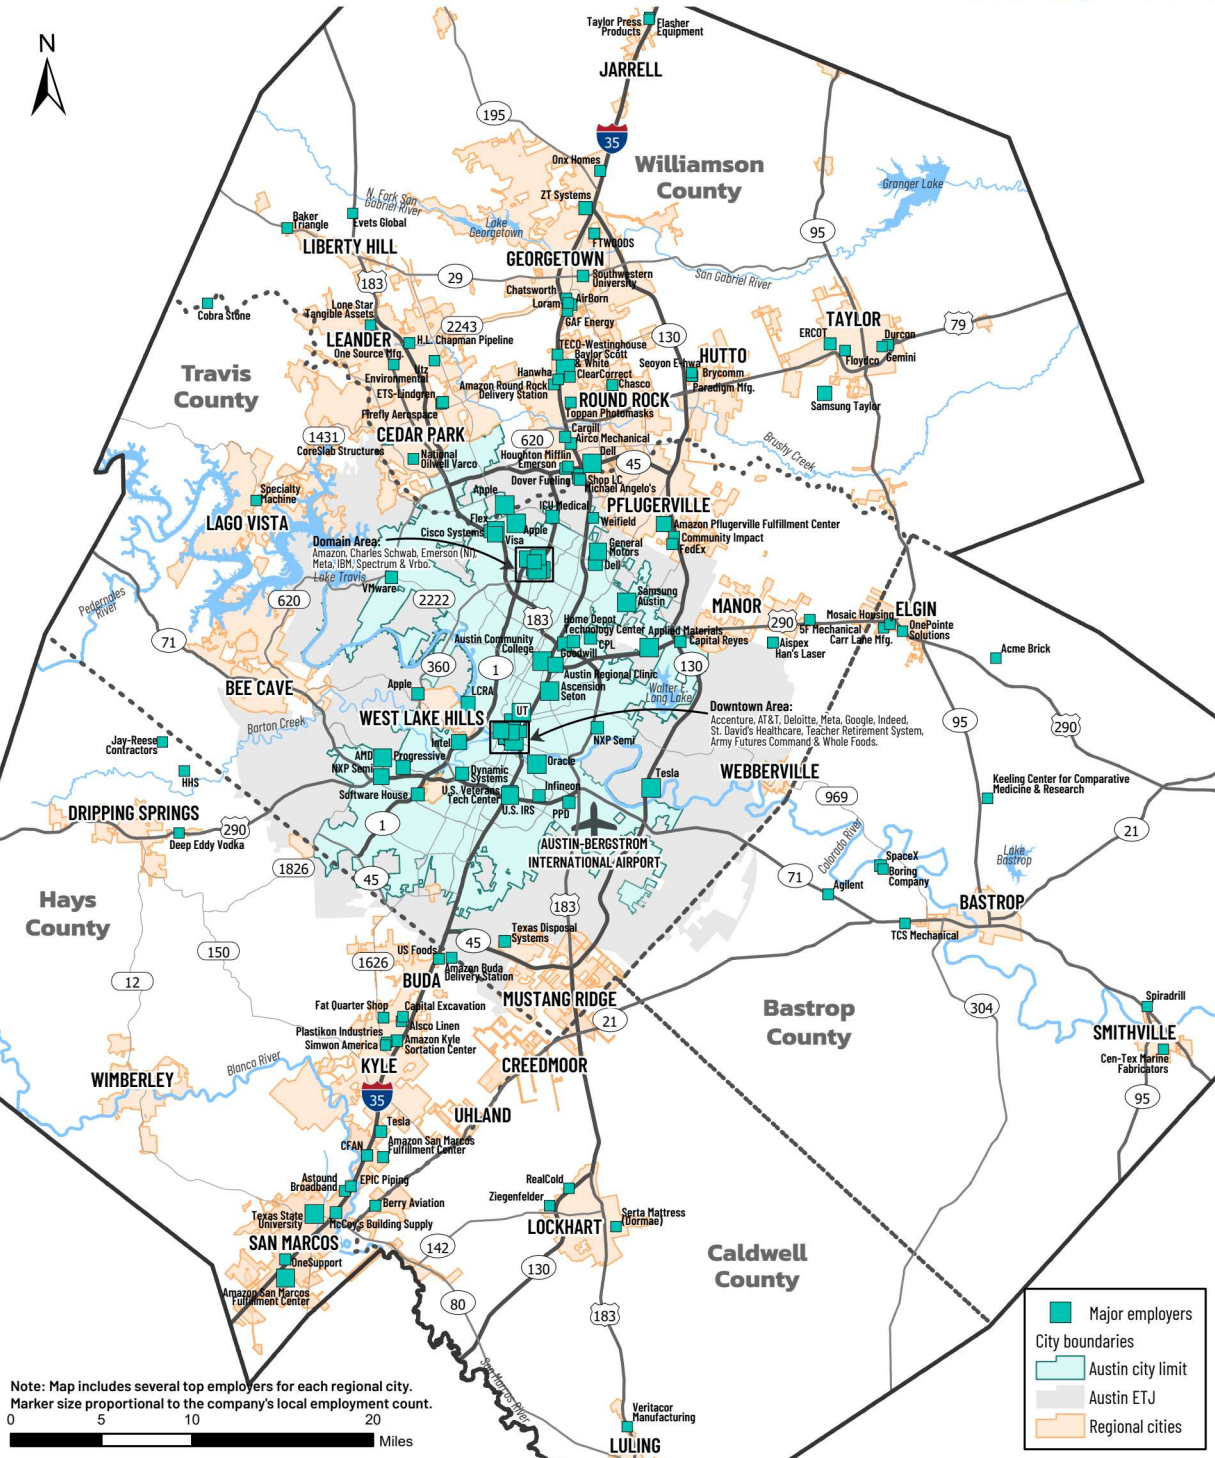 N
Taylor Press
Products
Flasher
Equipment
JARRELL
195
35
Onx Homes
Williamson
County
ZT Systems
Granger Lake
N. Fork San
Gabriel River
Baker
Triangle
Evets Global
Lake
Georgetown
FTWOODS
95
LIBERTY HILL
GEORGETOWN
183
29
Southwestern
University
San Gabriel River
Chatsworth
AirBorn
Loram
GAF Energy
Cobra Stone
Lone Star
Tangible Assets
2243
TAYLOR
79
LEANDER
H.L. Chapman Pipeline
130
ERCOT
Durcon
Floydco
Gemini
One Source Mfg.
TECO-Westinghouse
Baylor Scott
& White
HUTTO
Seoyon E-hwa
Brycomm
Paradigm Mfg.
Travis
County
Utz
Environmental
Hanwha
ClearCorrect
Chasco
ETS-Lindgren
Amazon Round Rock
Delivery Station
ROUND ROCK
Samsung Taylor
Firefly Aerospace
Toppan Photomasks
CEDAR PARK
Cargill
1431
620
Airco Mechanical
CoreSlab Structures
National
Oilwell Varco
Houghton Mifflin
Dell
Brushy Creek
Emerson
45
Dover Fueling
Shop LC
Michael Angelo's
Specialty
Machine
Apple
PFLUGERVILLE
LAGO VISTA
ICU Medical
Flex
Weifield
Amazon Pflugerville Fulfillment Center
Cisco Systems
Apple
Community Impact
Visa
FedEx
Domain Area:
Amazon, Charles Schwab, Emerson (NI),
Meta, IBM, Spectrum & Vrbo.
General
Motors
Dell
Lake Travis
VMware
Pedernales
River
620
2222
Samsung
Austin
MANOR
ELGIN
183
Home Depot
Technology Center
290
Mosaic Housing
OnePointe
Solutions
71
5F Mechanical
Carr Lane Mfg.
Austin Community
College
CPL
Applied Materials
Capital Reyes
Aispex
Han's Laser
Goodwill
Acme Brick
360
1
Austin Regional Clinic
130
BEE CAVE
Apple
LCRA
Ascension
Seton
Walter E.
Long Lake
Downtown Area:
Accenture, AT&T, Deloitte, Meta, Google, Indeed,
St. David's Healthcare, Teacher Retirement System,
Army Futures Command & Whole Foods.
UT
WEST LAKE HILLS
Barton Creek
95
290
Jay-Reese
Contractors
Intel
NXP Semi
AMD
Progressive
Oracle
HHS
NXP Semi
Dynamic
Systems
Tesla
WEBBERVILLE
Software House
U.S. Veterans
Tech Center
Infineon
Keeling Center for Comparative
Medicine & Research
U.S. IRS
PPD
969
DRIPPING SPRINGS
290
1
21
Deep Eddy Vodka
AUSTIN-BERGSTROM
INTERNATIONAL AIRPORT
Colorado River
Lake
Bastrop
1826
45
71
SpaceX
Boring
Company
Agilent
Hays
County
183
BASTROP
Texas Disposal
Systems
TCS Mechanical
150
US Foods
45
1626
Amazon Buda
Delivery Station
12
BUDA
MUSTANG RIDGE
Fat Quarter Shop
Capital Excavation
Bastrop
County
304
Spiradrill
Plastikon Industries
Alsco Linen
21
Simwon America
Amazon Kyle
Sortation Center
SMITHVILLE
Blanco River
KYLE
CREEDMOOR
Cen-Tex Marine
Fabricators
WIMBERLEY
35
95
UHLAND
Tesla
CFAN
Amazon San Marcos
Fulfillment Center
Astound
Broadband
EPIC Piping
RealCold
Berry Aviation
Ziegenfelder
Texas State
University
McCoy's Building Supply
LOCKHART
Serta Mattress
(Dormae)
SAN MARCOS
142
Caldwell
County
OneSupport
130
Amazon San Marcos
Fulfillment Center
80
183
Major employers
City boundaries
Austin city limit
Austin ETJ
Regional cities
San Marcos River
Note: Map includes several top employers for each regional city.
Marker size proportional to the company's local employment count.
0 5 10 20
Miles
Veritacor
Manufacturing
LULING